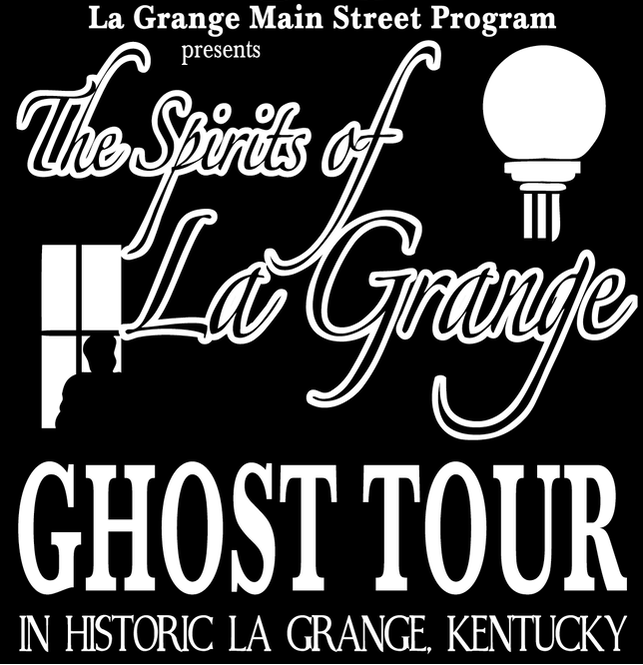 La Grange Main Street Program
presents
The Spirits of
La Grange
GHOST TOUR
IN HISTORIC LA GRANGE, KENTUCKY